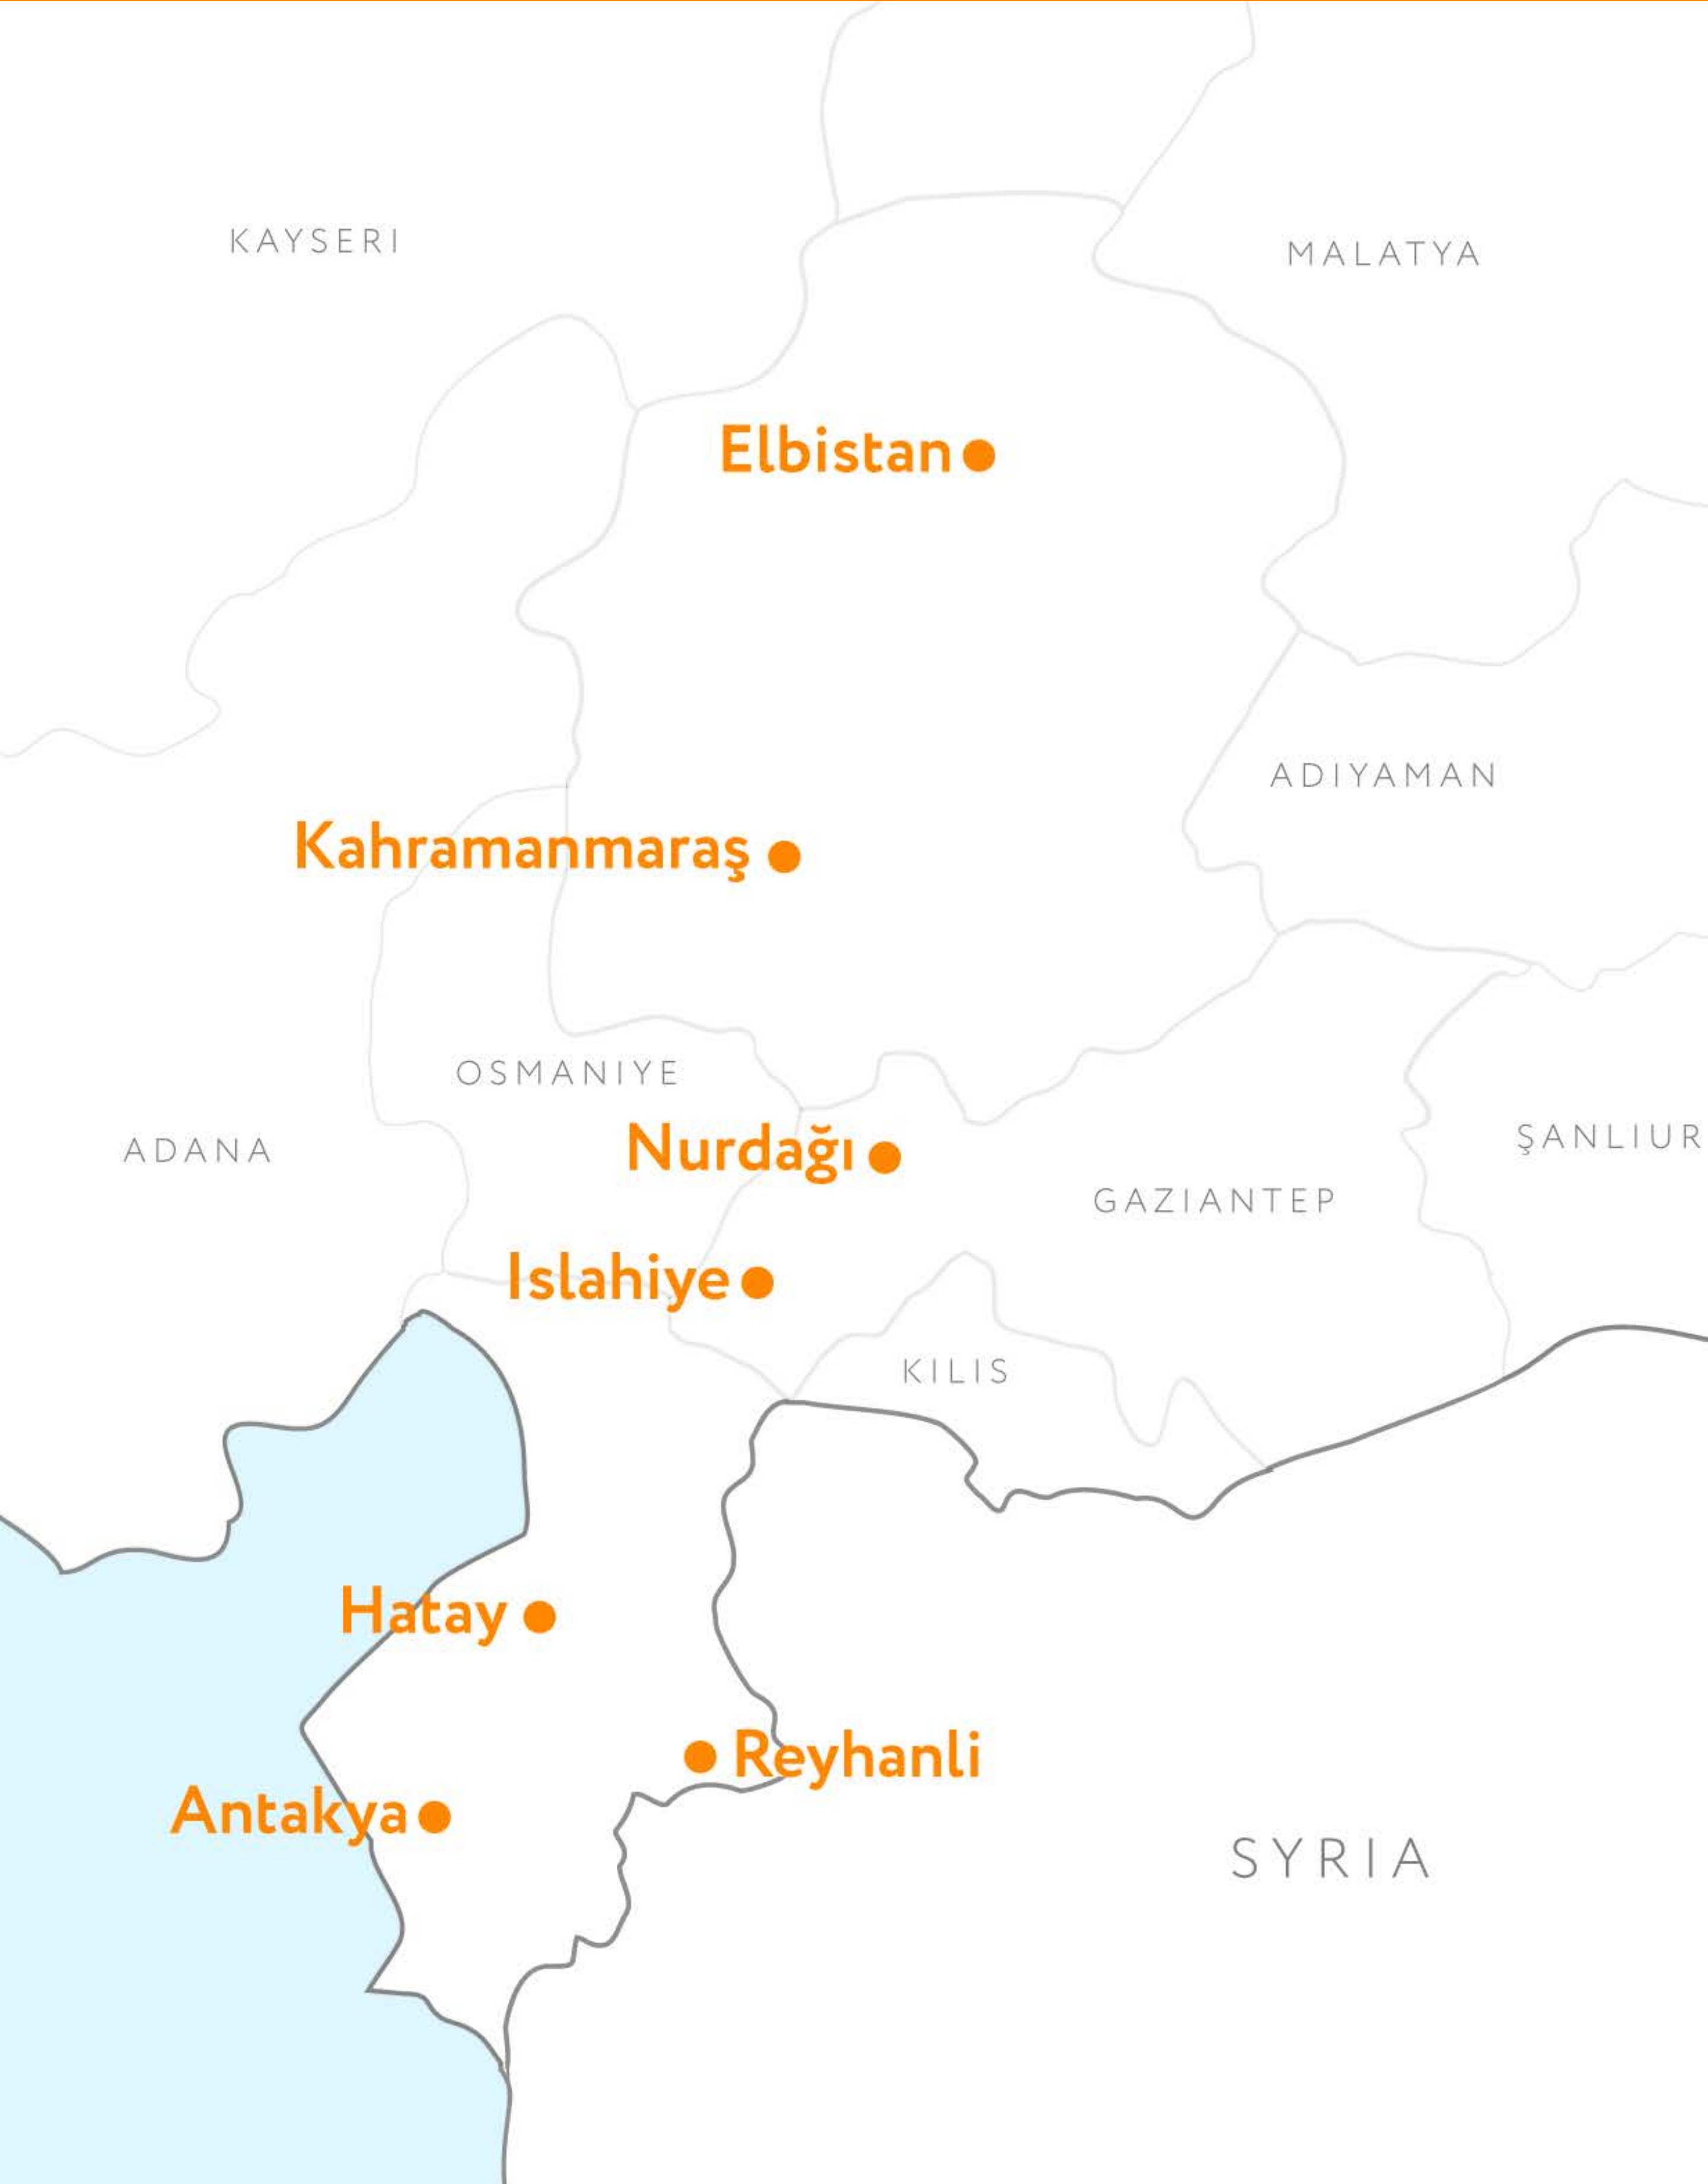 KAYSERI
MALATYA
Elbistan
ADIYAMAN
Kahramanmaraş
OSMANIYE
ADANA
Nurdağı
ŞANLIUR
GAZIANTEP
Islahiye
KILIS
Hatay
Reyhanli
Antakya
SYRIA